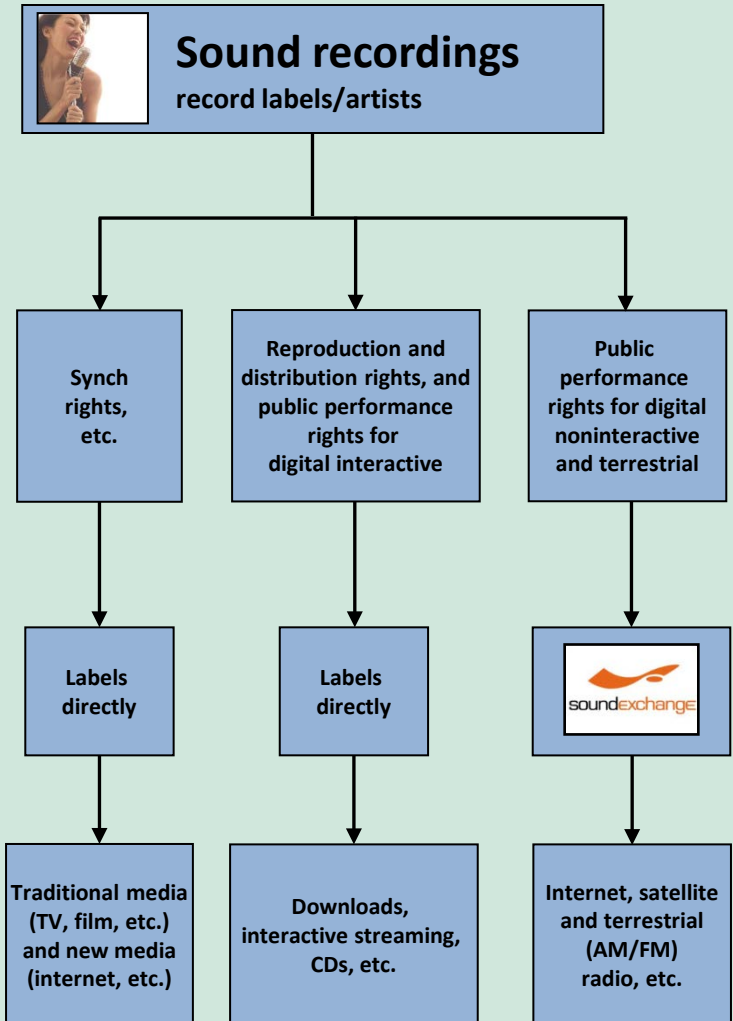 Sound recordings
record labels/artists
Synch
rights,
etc.
Reproduction and
distribution rights, and
public performance
rights for
digital interactive
Public
performance
rights for digital
noninteractive
and terrestrial
Labels
directly
Labels
directly
soundexchange
Traditional media
(TV, film, etc.)
and new media
(internet, etc.)
Downloads,
interactive streaming,
CDs, etc.
Internet, satellite
and terrestrial
(AM/FM)
radio, etc.